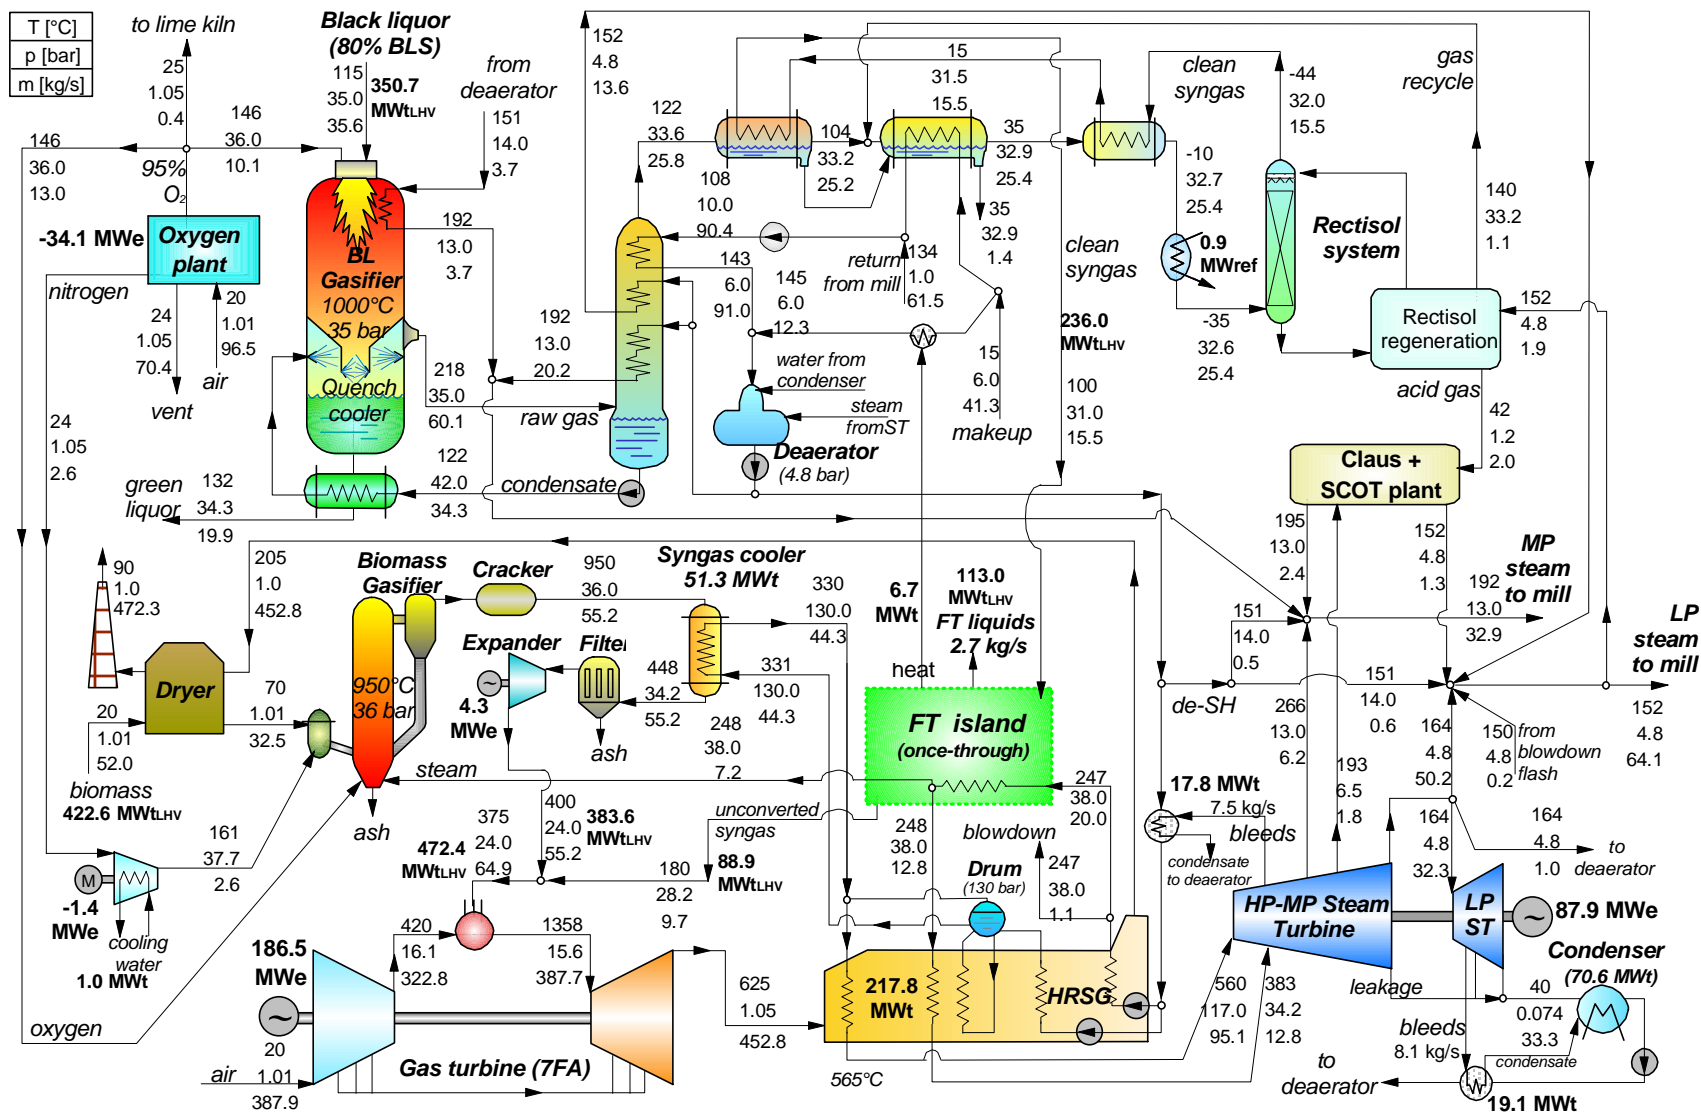 T [°C]
p [bar]
m [kg/s]
to lime kiln
25
1.05
0.4
Black liquor
(80% BLS)
115
35.0
35.6
350.7
MWtLHV
from
deaerator
151
14.0
3.7
146
36.0
13.0
146
36.0
10.1
95%
O2
-34.1 MWe
Oxygen
plant
nitrogen
24
1.05
70.4
vent
20
1.01
96.5
air
24
1.05
2.6
BL
Gasifier
1000°C
35 bar
Quench
cooler
192
13.0
3.7
218
35.0
60.1
raw gas
192
13.0
20.2
122
42.0
34.3
condensate
green
liquor
132
34.3
19.9
152
4.8
13.6
122
33.6
25.8
108
10.0
90.4
104
33.2
25.2
15
31.5
15.5
35
32.9
25.4
35
32.9
1.4
143
6.0
91.0
145
6.0
12.3
return
from mill
134
1.0
61.5
water from
condenser
steam
fromST
Deaerator
(4.8 bar)
15
6.0
41.3
makeup
clean
syngas
236.0
MWtLHV
100
31.0
15.5
clean
syngas
-44
32.0
15.5
gas
recycle
-10
32.7
25.4
0.9
MWref
-35
32.6
25.4
Rectisol
system
140
33.2
1.1
Rectisol
regeneration
152
4.8
1.9
acid gas
42
1.2
2.0
Claus +
SCOT plant
195
13.0
2.4
152
4.8
1.3
MP
steam
to mill
192
13.0
32.9
LP
steam
to mill
152
4.8
64.1
90
1.0
472.3
205
1.0
452.8
Dryer
20
1.01
52.0
biomass
422.6 MWtLHV
70
1.01
32.5
Biomass
Gasifier
950°C
36 bar
ash
Cracker
950
36.0
55.2
Syngas cooler
51.3 MWt
330
130.0
44.3
331
130.0
44.3
Expander
4.3
MWe
Filter
448
34.2
55.2
ash
steam
248
38.0
7.2
6.7
MWt
heat
113.0
MWtLHV
FT liquids
2.7 kg/s
FT island
(once-through)
247
38.0
20.0
unconverted
syngas
248
38.0
12.8
400
24.0
55.2
383.6
MWtLHV
375
24.0
64.9
472.4
MWtLHV
180
28.2
9.7
88.9
MWtLHV
161
37.7
2.6
M
-1.4
MWe
cooling
water
1.0 MWt
oxygen
186.5
MWe
420
16.1
322.8
1358
15.6
387.7
20
1.01
387.9
air
Gas turbine (7FA)
625
1.05
452.8
217.8
MWt
HRSG
565°C
Drum
(130 bar)
blowdown
247
38.0
1.1
151
14.0
0.5
de-SH
151
14.0
0.6
17.8 MWt
7.5 kg/s
bleeds
condensate
to deaerator
266
13.0
6.2
193
6.5
1.8
164
4.8
50.2
150
4.8
0.2
from
blowdown
flash
164
4.8
32.3
164
4.8
1.0
to
deaerator
HP-MP Steam
Turbine
LP
ST
87.9 MWe
Condenser
(70.6 MWt)
560
117.0
95.1
383
34.2
12.8
leakage
40
0.074
33.3
bleeds
8.1 kg/s
condensate
to
deaerator
19.1 MWt